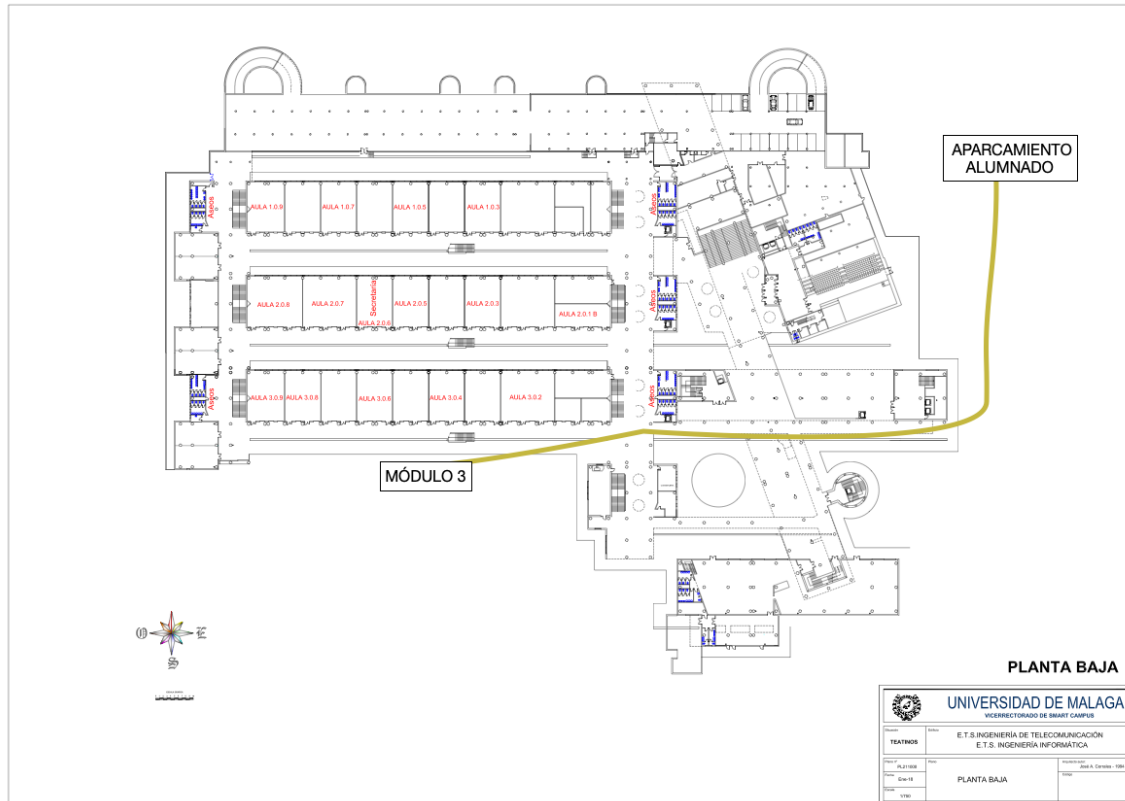 APARCAMIENTO
ALUMNADO
Aseos
AULA 1.0.9
AULA 1.0.7
AULA 1.0.5
AULA 1.0.3
Aseos
AULA 2.0.8
AULA 2.0.7
Secretarías
AULA 2.0.6
AULA 2.0.5
AULA 2.0.3
AULA 2.0.1 B
Aseos
Aseos
AULA 3.0.9
AULA 3.0.8
AULA 3.0.6
AULA 3.0.4
AULA 3.0.2
Aseos
MÓDULO 3
PLANTA BAJA
UNIVERSIDAD DE MALAGA
VICERRECTORADO DE SMART CAMPUS
TEATINOS
E.T.S.INGENIERÍA DE TELECOMUNICACIÓN
E.T.S. INGENIERÍA INFORMÁTICA
PLANTA BAJA
Ene-18